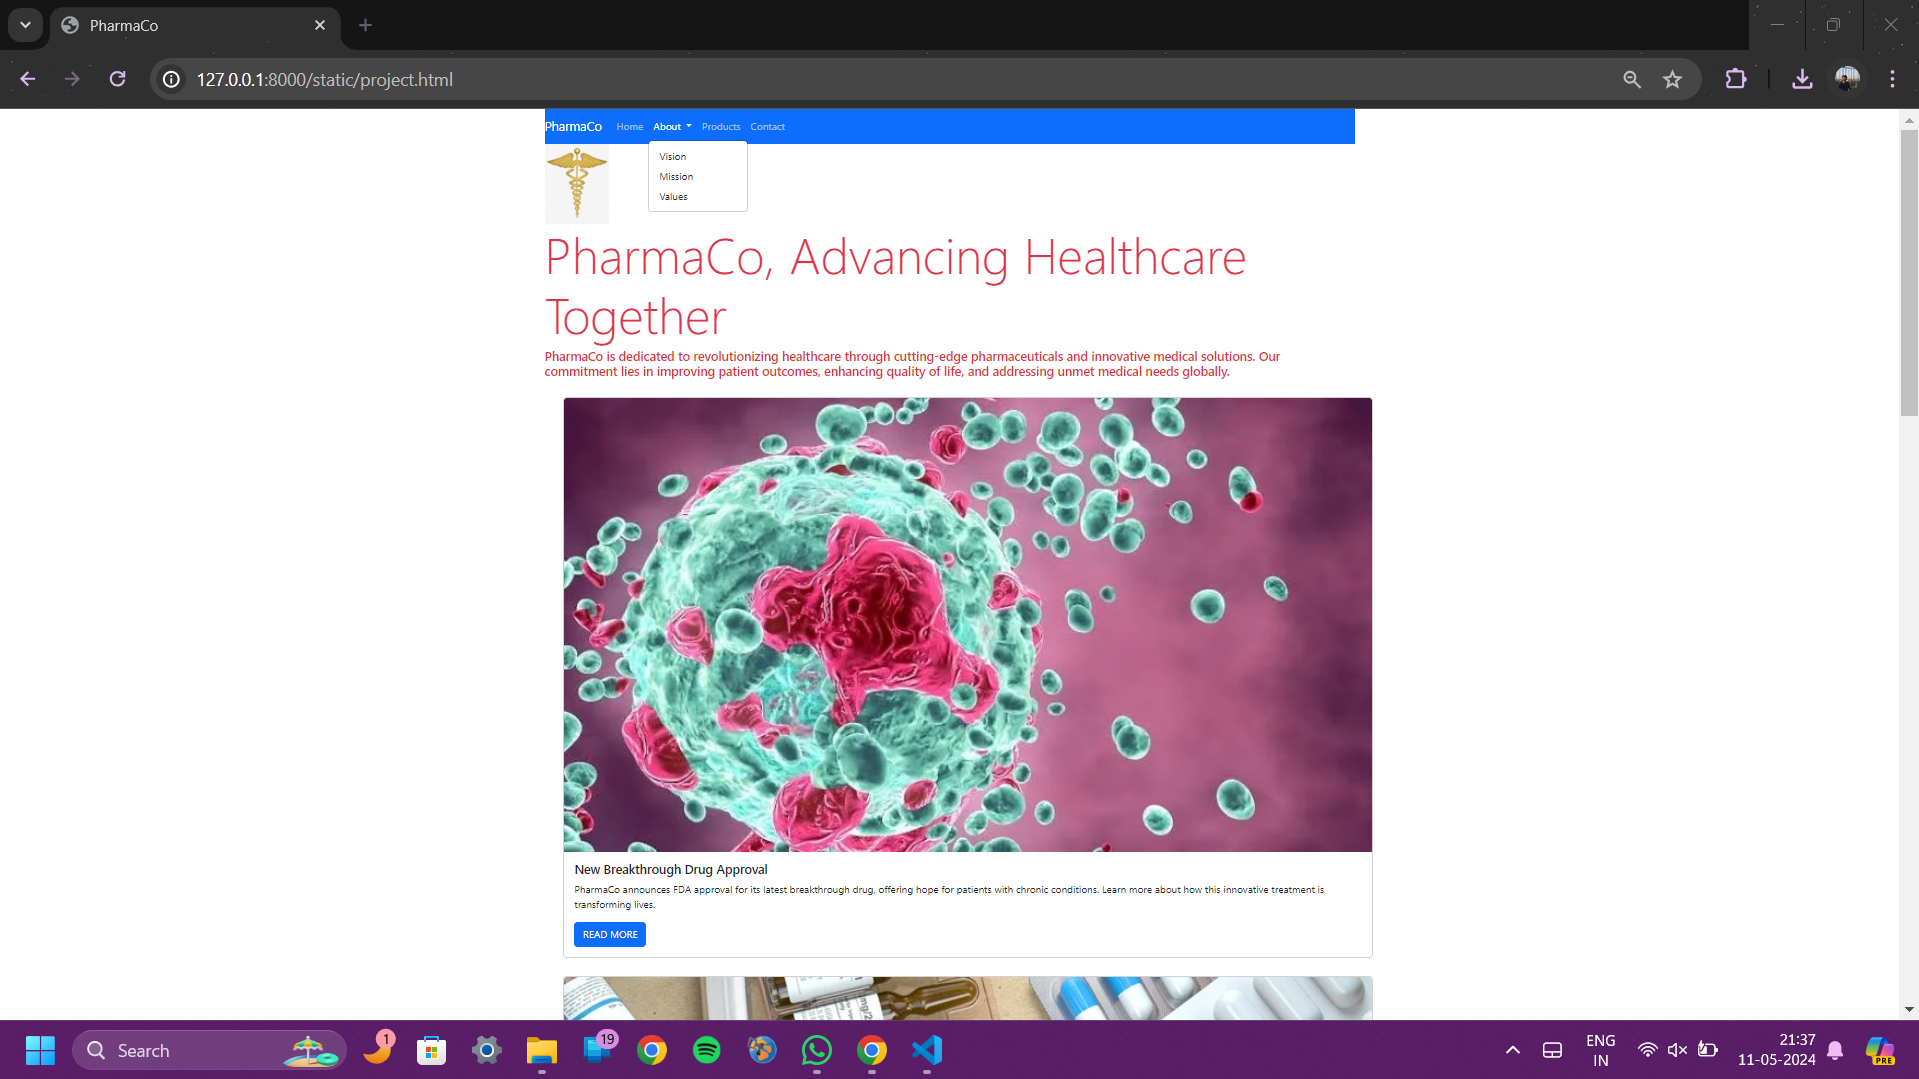 PharmaCo
127.0.0.1:8000/static/project.html
PharmaCo Home About Products Contact
Vision
Mission
Values
PharmaCo, Advancing Healthcare
Together
PharmaCo is dedicated to revolutionizing healthcare through cutting-edge pharmaceuticals and innovative medical solutions. Our
commitment lies in improving patient outcomes, enhancing quality of life, and addressing unmet medical needs globally.
New Breakthrough Drug Approval
PharmaCo announces FDA approval for its latest breakthrough drug, offering hope for patients with chronic conditions. Learn more about how this innovative treatment is
transforming lives.
READ MORE
Search
1
19
ENG
IN
21:37
11-05-2024
PRE